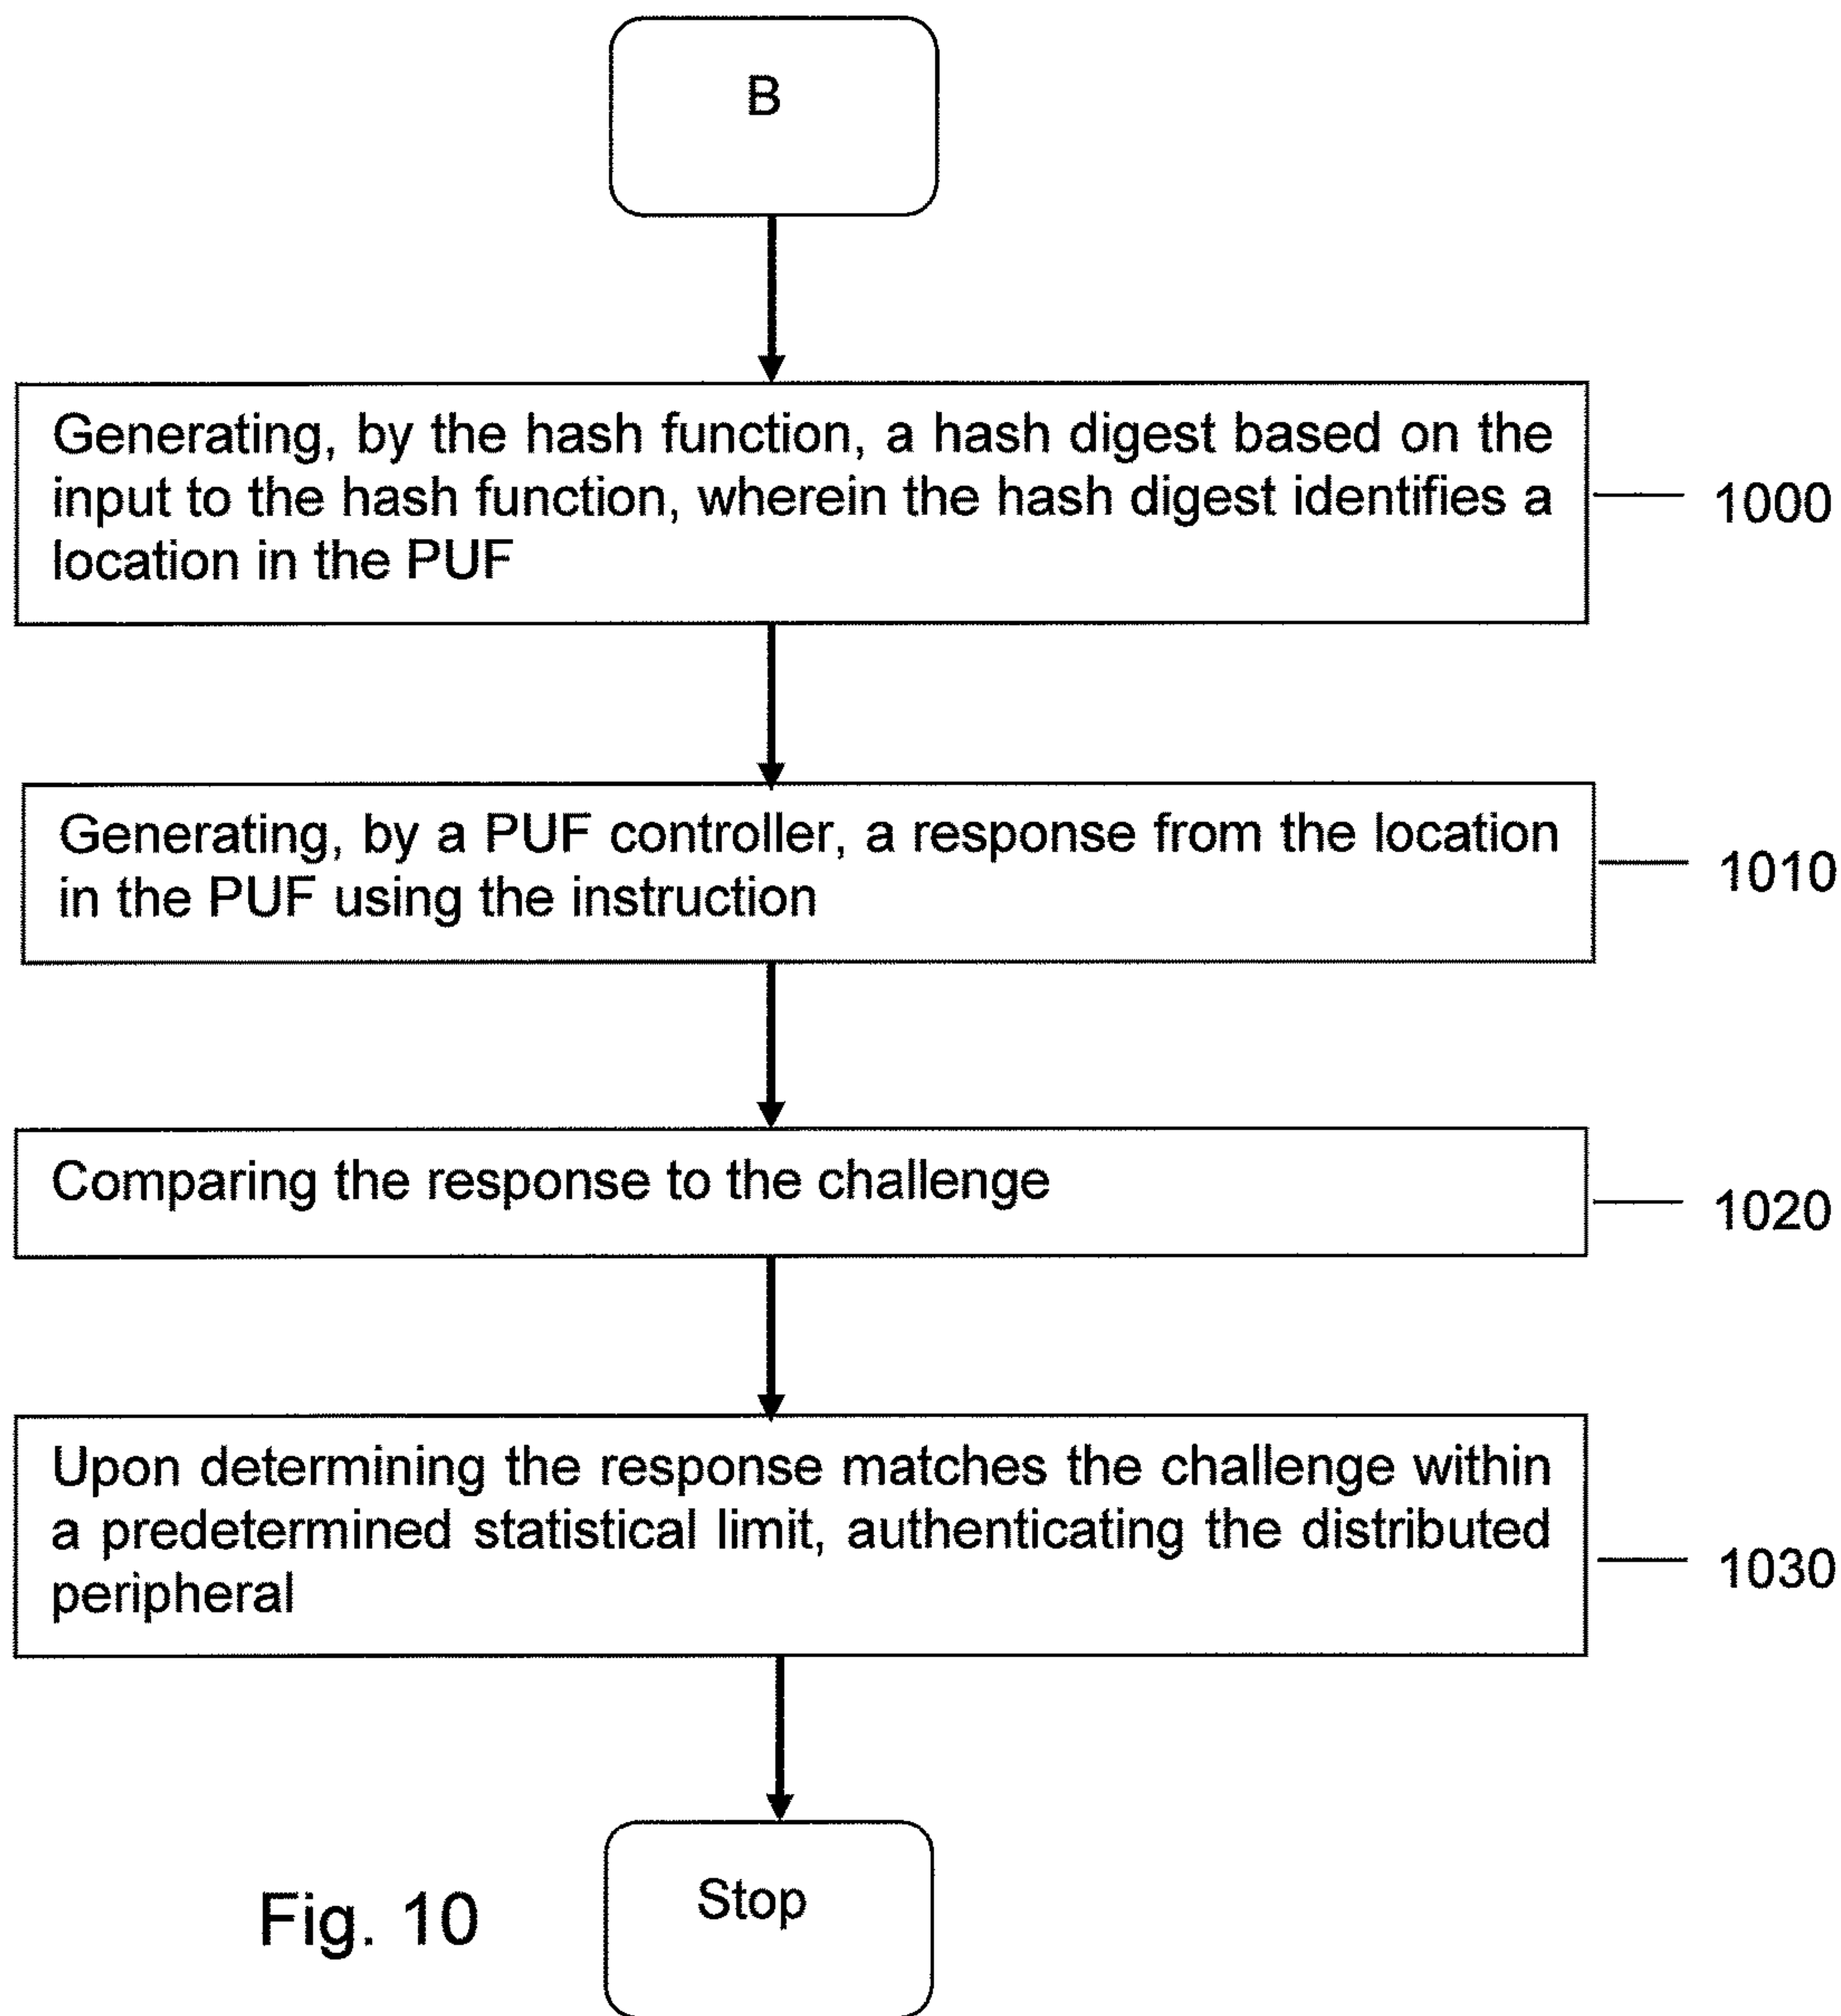 B
Generating, by the hash function, a hash digest based on the
input to the hash function, wherein the hash digest identifies a
location in the PUF
1000
Generating, by a PUF controller, a response from the location
in the PUF using the instruction
1010
Comparing the response to the challenge
1020
Upon determining the response matches the challenge within
a predetermined statistical limit, authenticating the distributed
peripheral
1030
Stop
Fig. 10